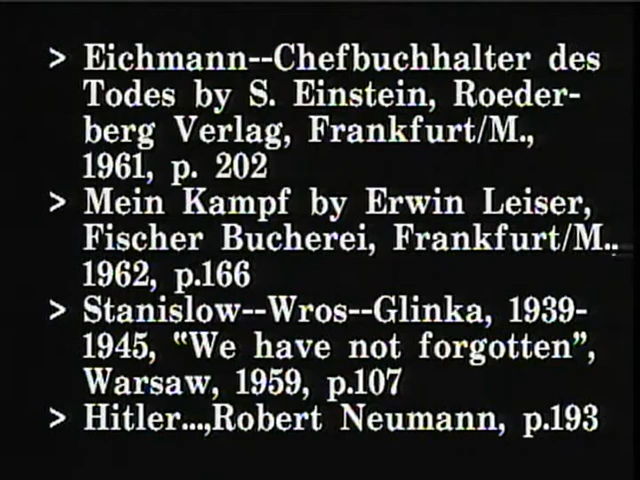 > Eichmann--Chefbuchhalter des
Todes by S. Einstein, Roeder-
berg Verlag, Frankfurt/M.,
1961, p. 202
> Mein Kampf by Erwin Leiser,
Fischer Bucherei, Frankfurt/M..
1962, p.166
> Stanislow--Wros--Glinka, 1939-
1945, "We have not forgotten",
Warsaw, 1959, p.107
> Hitler...,Robert Neumann, p.193